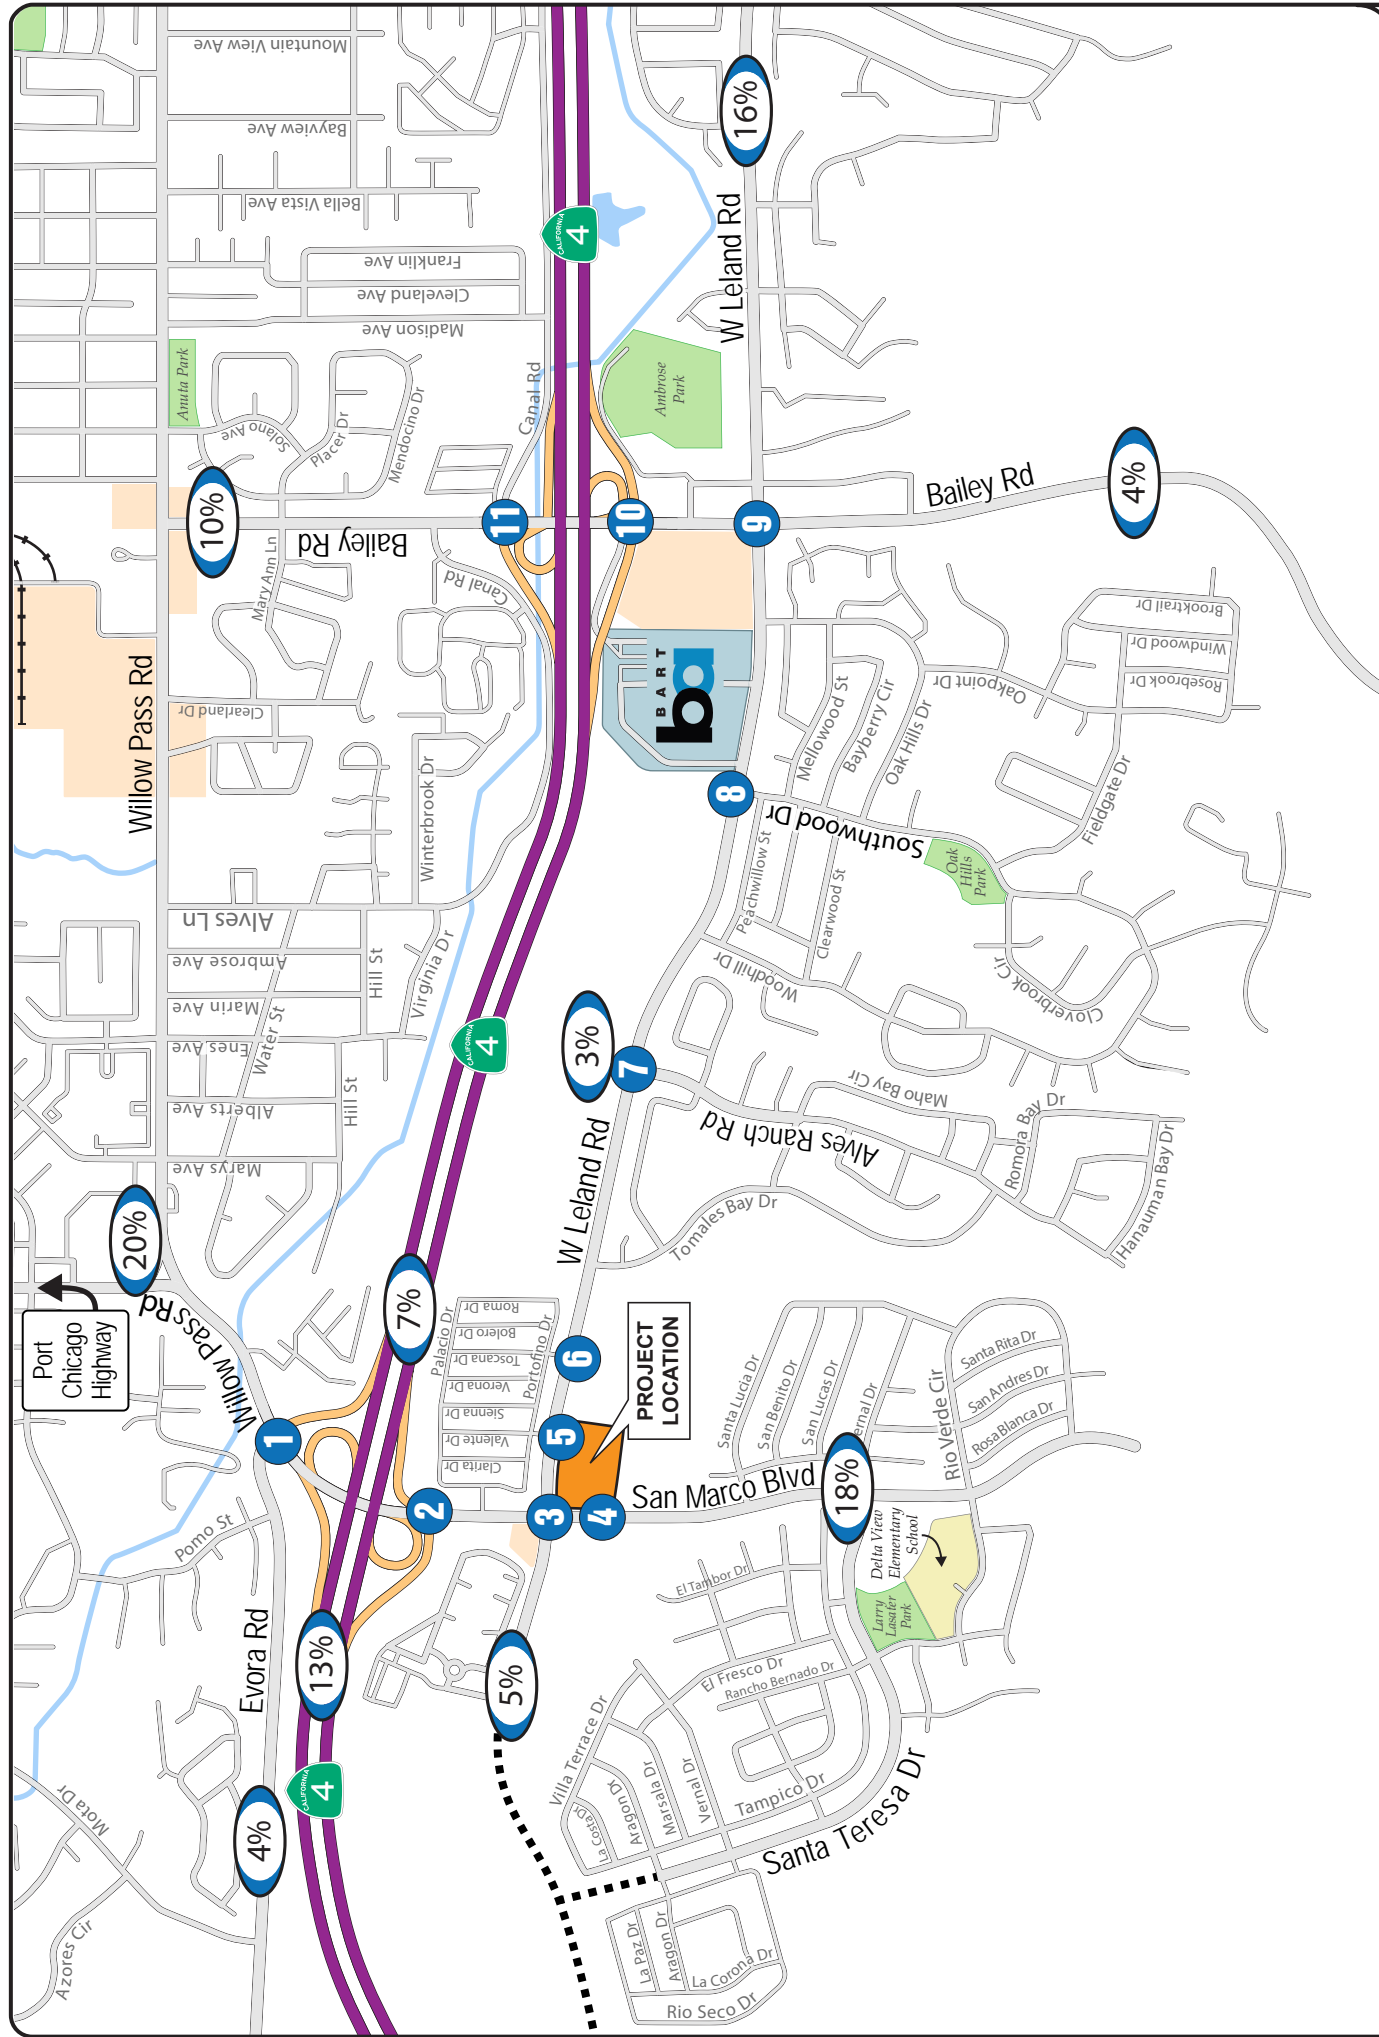 Mountain View Ave
Bayview Ave
Bella Vista Ave
Franklin Ave
Cleveland Ave
Madison Ave
Anuta Park
Solano Ave
Placer Dr
Mendocino Dr
Canal Rd
CALIFORNIA
4
Ambrose
Park
W Leland Rd
16%
10%
Bailey Rd
11
10
9
Bailey Rd
4%
Mary Ann Ln
Canal Rd
Willow Pass Rd
Clearland Dr
Winterbrook Dr
BART
ba
8
Mellowood St
Bayberry Cir
Oak Hills Dr
Oakpoint Dr
Brooktrail Dr
Windwood Dr
Rosebrook Dr
Fieldgate Dr
Southwood Dr
Oak
Hills
Park
Peachwillow St
Clearwood St
Woodhill Dr
Cloverbrook Cir
Alves Ln
Ambrose Ave
Marin Ave
Enes Ave
Alberts Ave
Marys Ave
Water St
Hill St
Hill St
Virginia Dr
CALIFORNIA
4
3%
7
W Leland Rd
Alves Ranch Rd
Maho Bay Cir
Romora Bay Dr
Hanauman Bay Dr
Tomales Bay Dr
20%
Port
Chicago
Highway
Willow Pass Rd
7%
1
2
Palacio Dr
Portofino Dr
Roma Dr
Bolero Dr
Toscana Dr
Verona Dr
Sienna Dr
Valente Dr
Clarita Dr
6
5
3
4
PROJECT
LOCATION
San Marco Blvd
18%
Santa Lucia Dr
San Benito Dr
San Lucas Dr
ernal Dr
Rio Verde Cir
Santa Rita Dr
San Andres Dr
Rosa Blanca Dr
Delta View
Elementary
School
Larry
Lasater
Park
Pomo St
Evora Rd
13%
CALIFORNIA
4
4%
5%
El Tambor Dr
El Fresco Dr
Rancho Bernado Dr
Villa Terrace Dr
La Costa Dr
Aragon Dr
Marsala Dr
Vernal Dr
Tampico Dr
Santa Teresa Dr
Mota Dr
Azores Cir
La Paz Dr
Aragon Dr
La Corona Dr
Rio Seco Dr